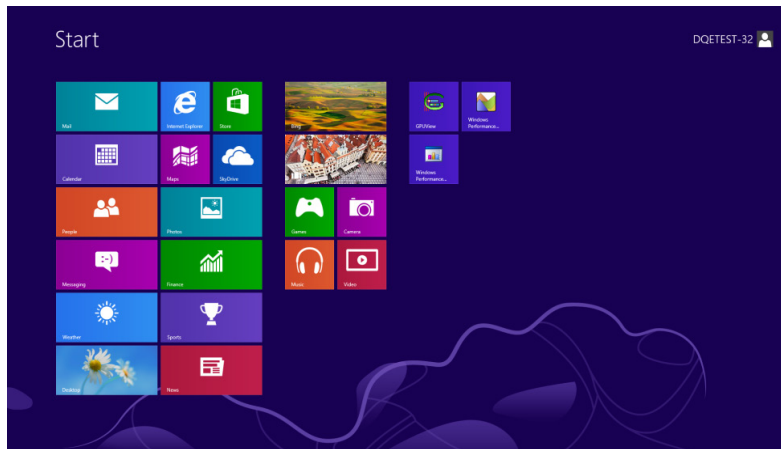 Start
DQETEST-32
Mail
Internet Explorer
Store
Bing
GPUView
Windows
Performance...
Calendar
Maps
SkyDrive
Windows
Performance...
People
Photos
Games
Camera
Messaging
:-)
Finance
Music
Video
Weather
Sports
Desktop
News